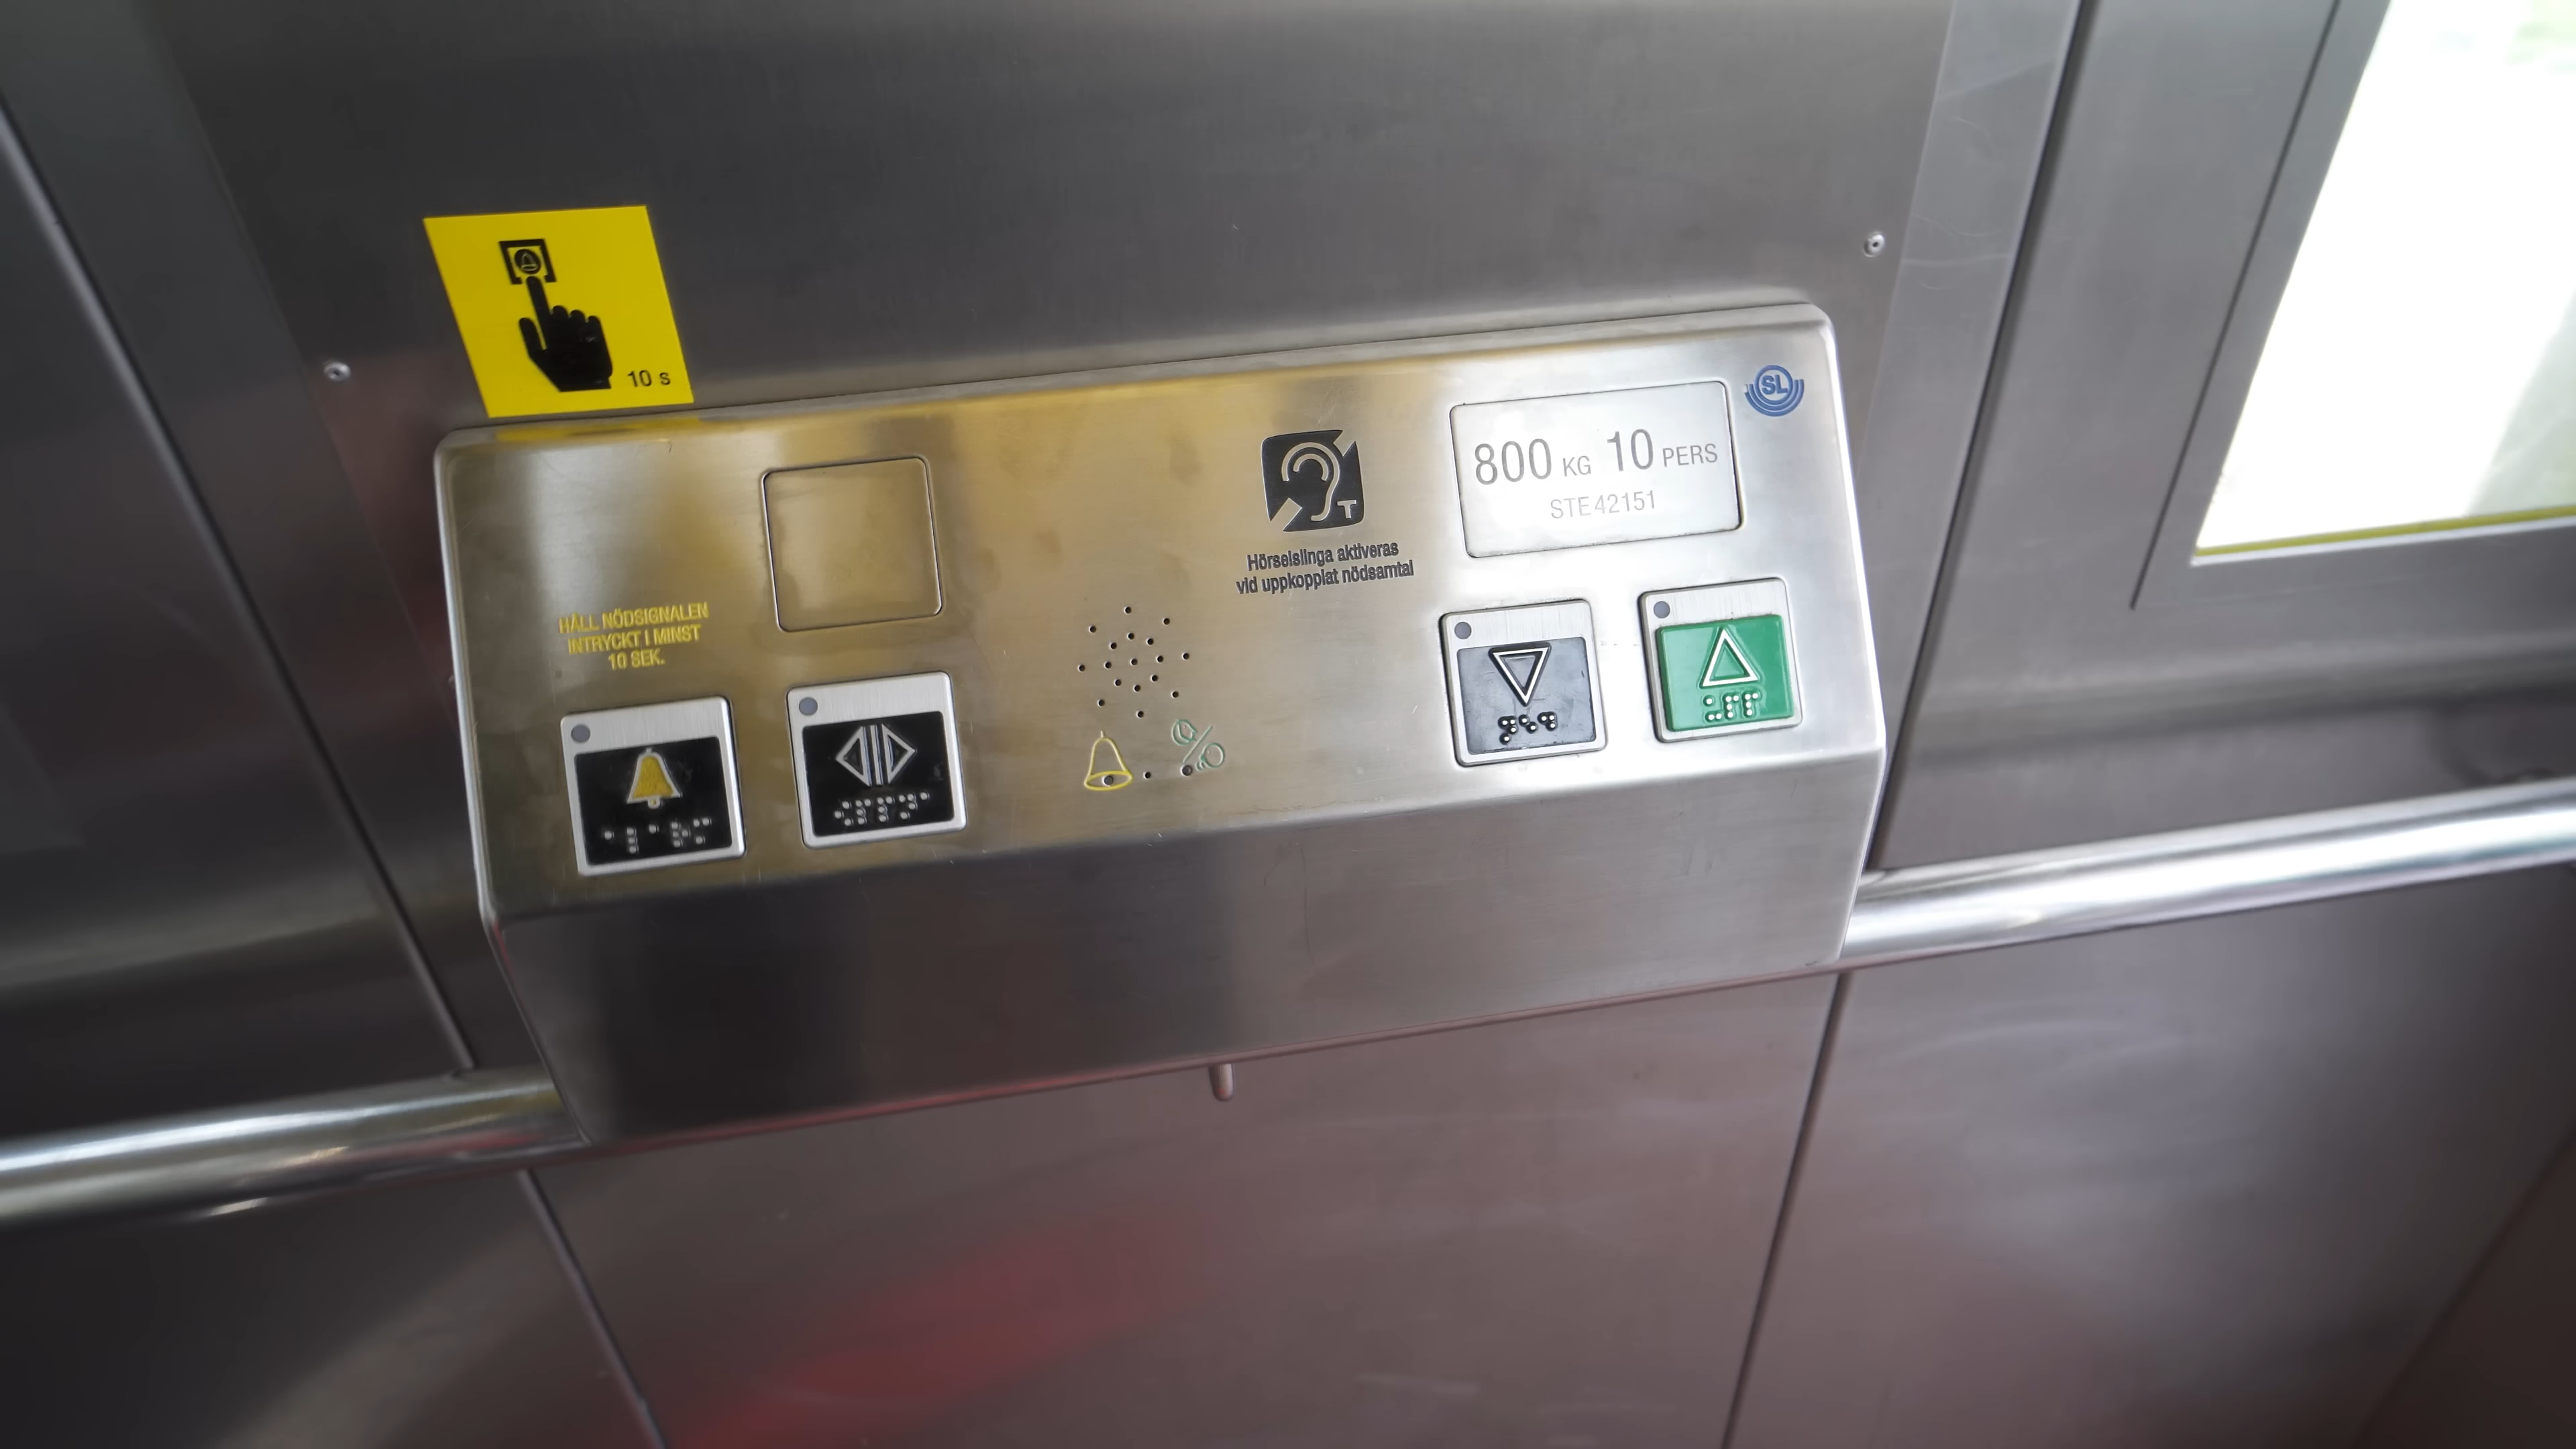 10 s
SL
800 KG 10 PERS
STE42151
Hörselslinga aktiveras
vid uppkopplat nödsamtal
T
HÅLL NÖDSIGNALEN
INTRYCKT I MINST
10 SEK.